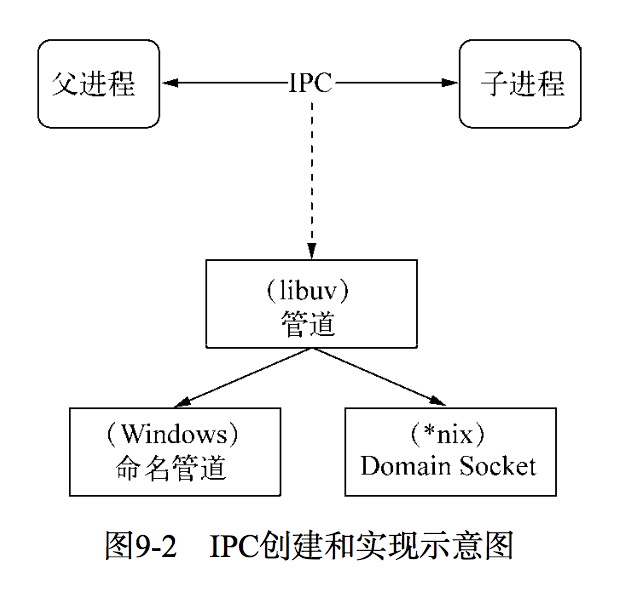 父进程
IPC
子进程
（libuv）
管道
（Windows）
命名管道
（*nix）
Domain Socket
图9-2 IPC创建和实现示意图